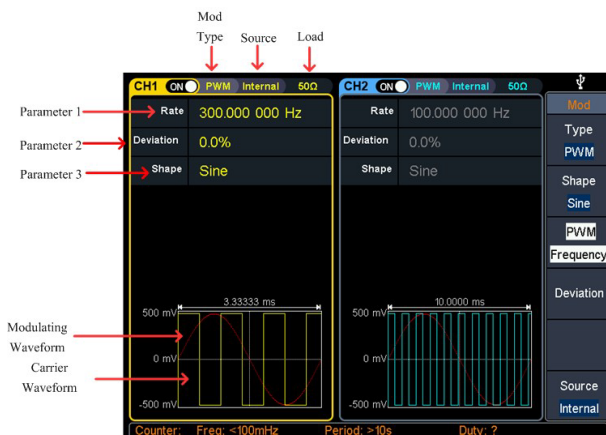 Mod
Type
Source
Load
CH1 ON PWM Internal 50Ω
CH2 ON PWM Internal 50Ω
Parameter 1
Rate 300.000 000 Hz
Rate 100.000 000 Hz
Mod
Parameter 2
Deviation 0.0%
Deviation 0.0%
Type
PWM
Parameter 3
Shape Sine
Shape Sine
Shape
Sine
PWM
Frequency
Deviation
3.33333 ms
10.0000 ms
500 mV
500 mV
Modulating
Waveform
0 mV
0 mV
Carrier
Waveform
-500 mV
-500 mV
Source
Internal
Counter: Freq: <100mHz Period: >10s Duty: ?